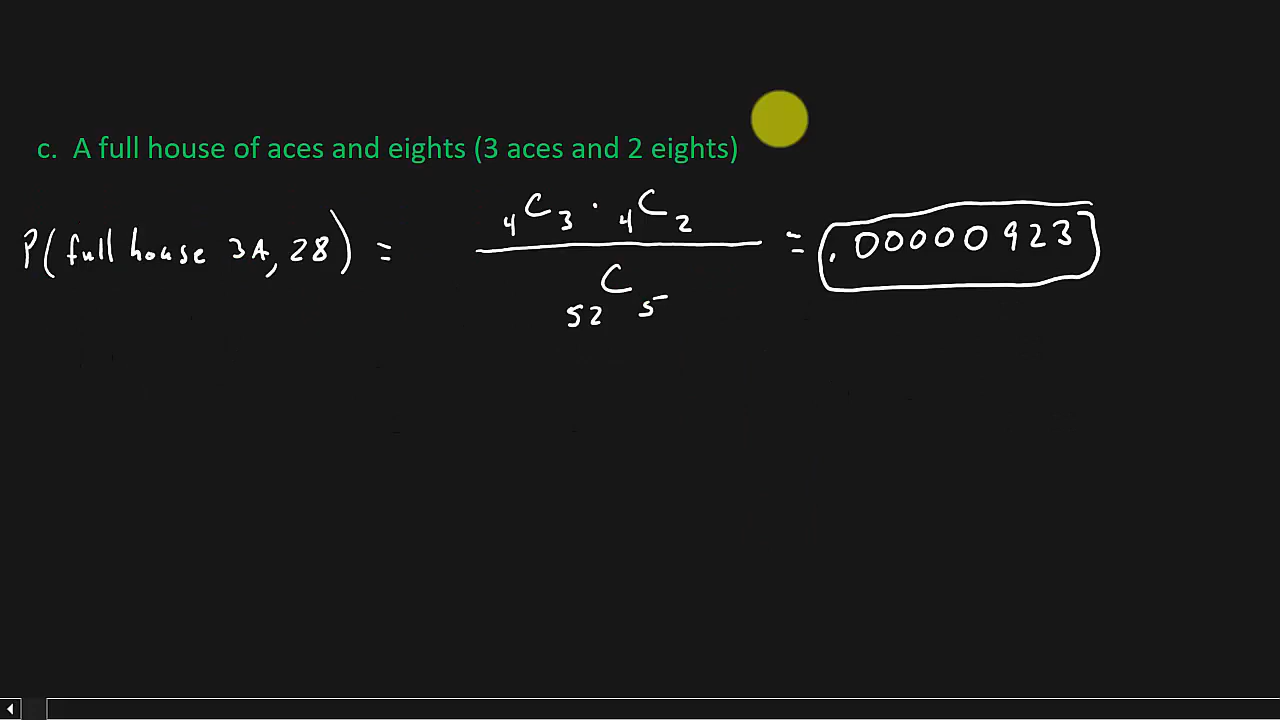 c. A full house of aces and eights (3 aces and 2 eights)
P(full house 3A, 28) = ₄C₃ · ₄C₂ / ₅₂C₅ = .00000923